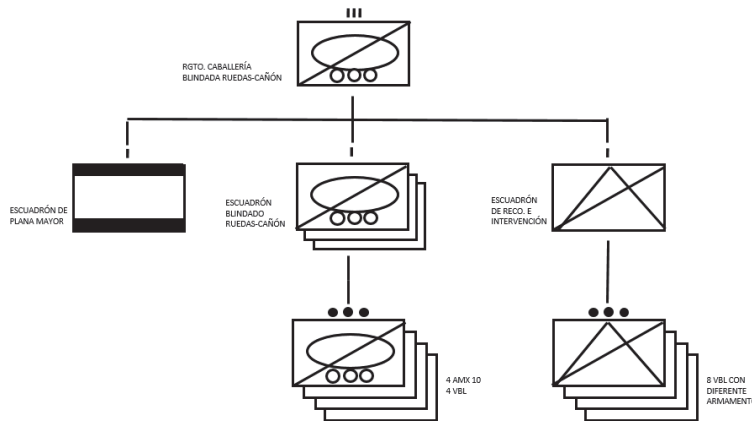 RGTO. CABALLERÍA
BLINDADA RUEDAS-CAÑÓN
ESCUADRÓN DE
PLANA MAYOR
ESCUADRÓN
BLINDADO
RUEDAS-CAÑÓN
ESCUADRÓN
DE RECO. E
INTERVENCIÓN
4 AMX 10
4 VBL
8 VBL CON
DIFERENTE
ARMAMENTO